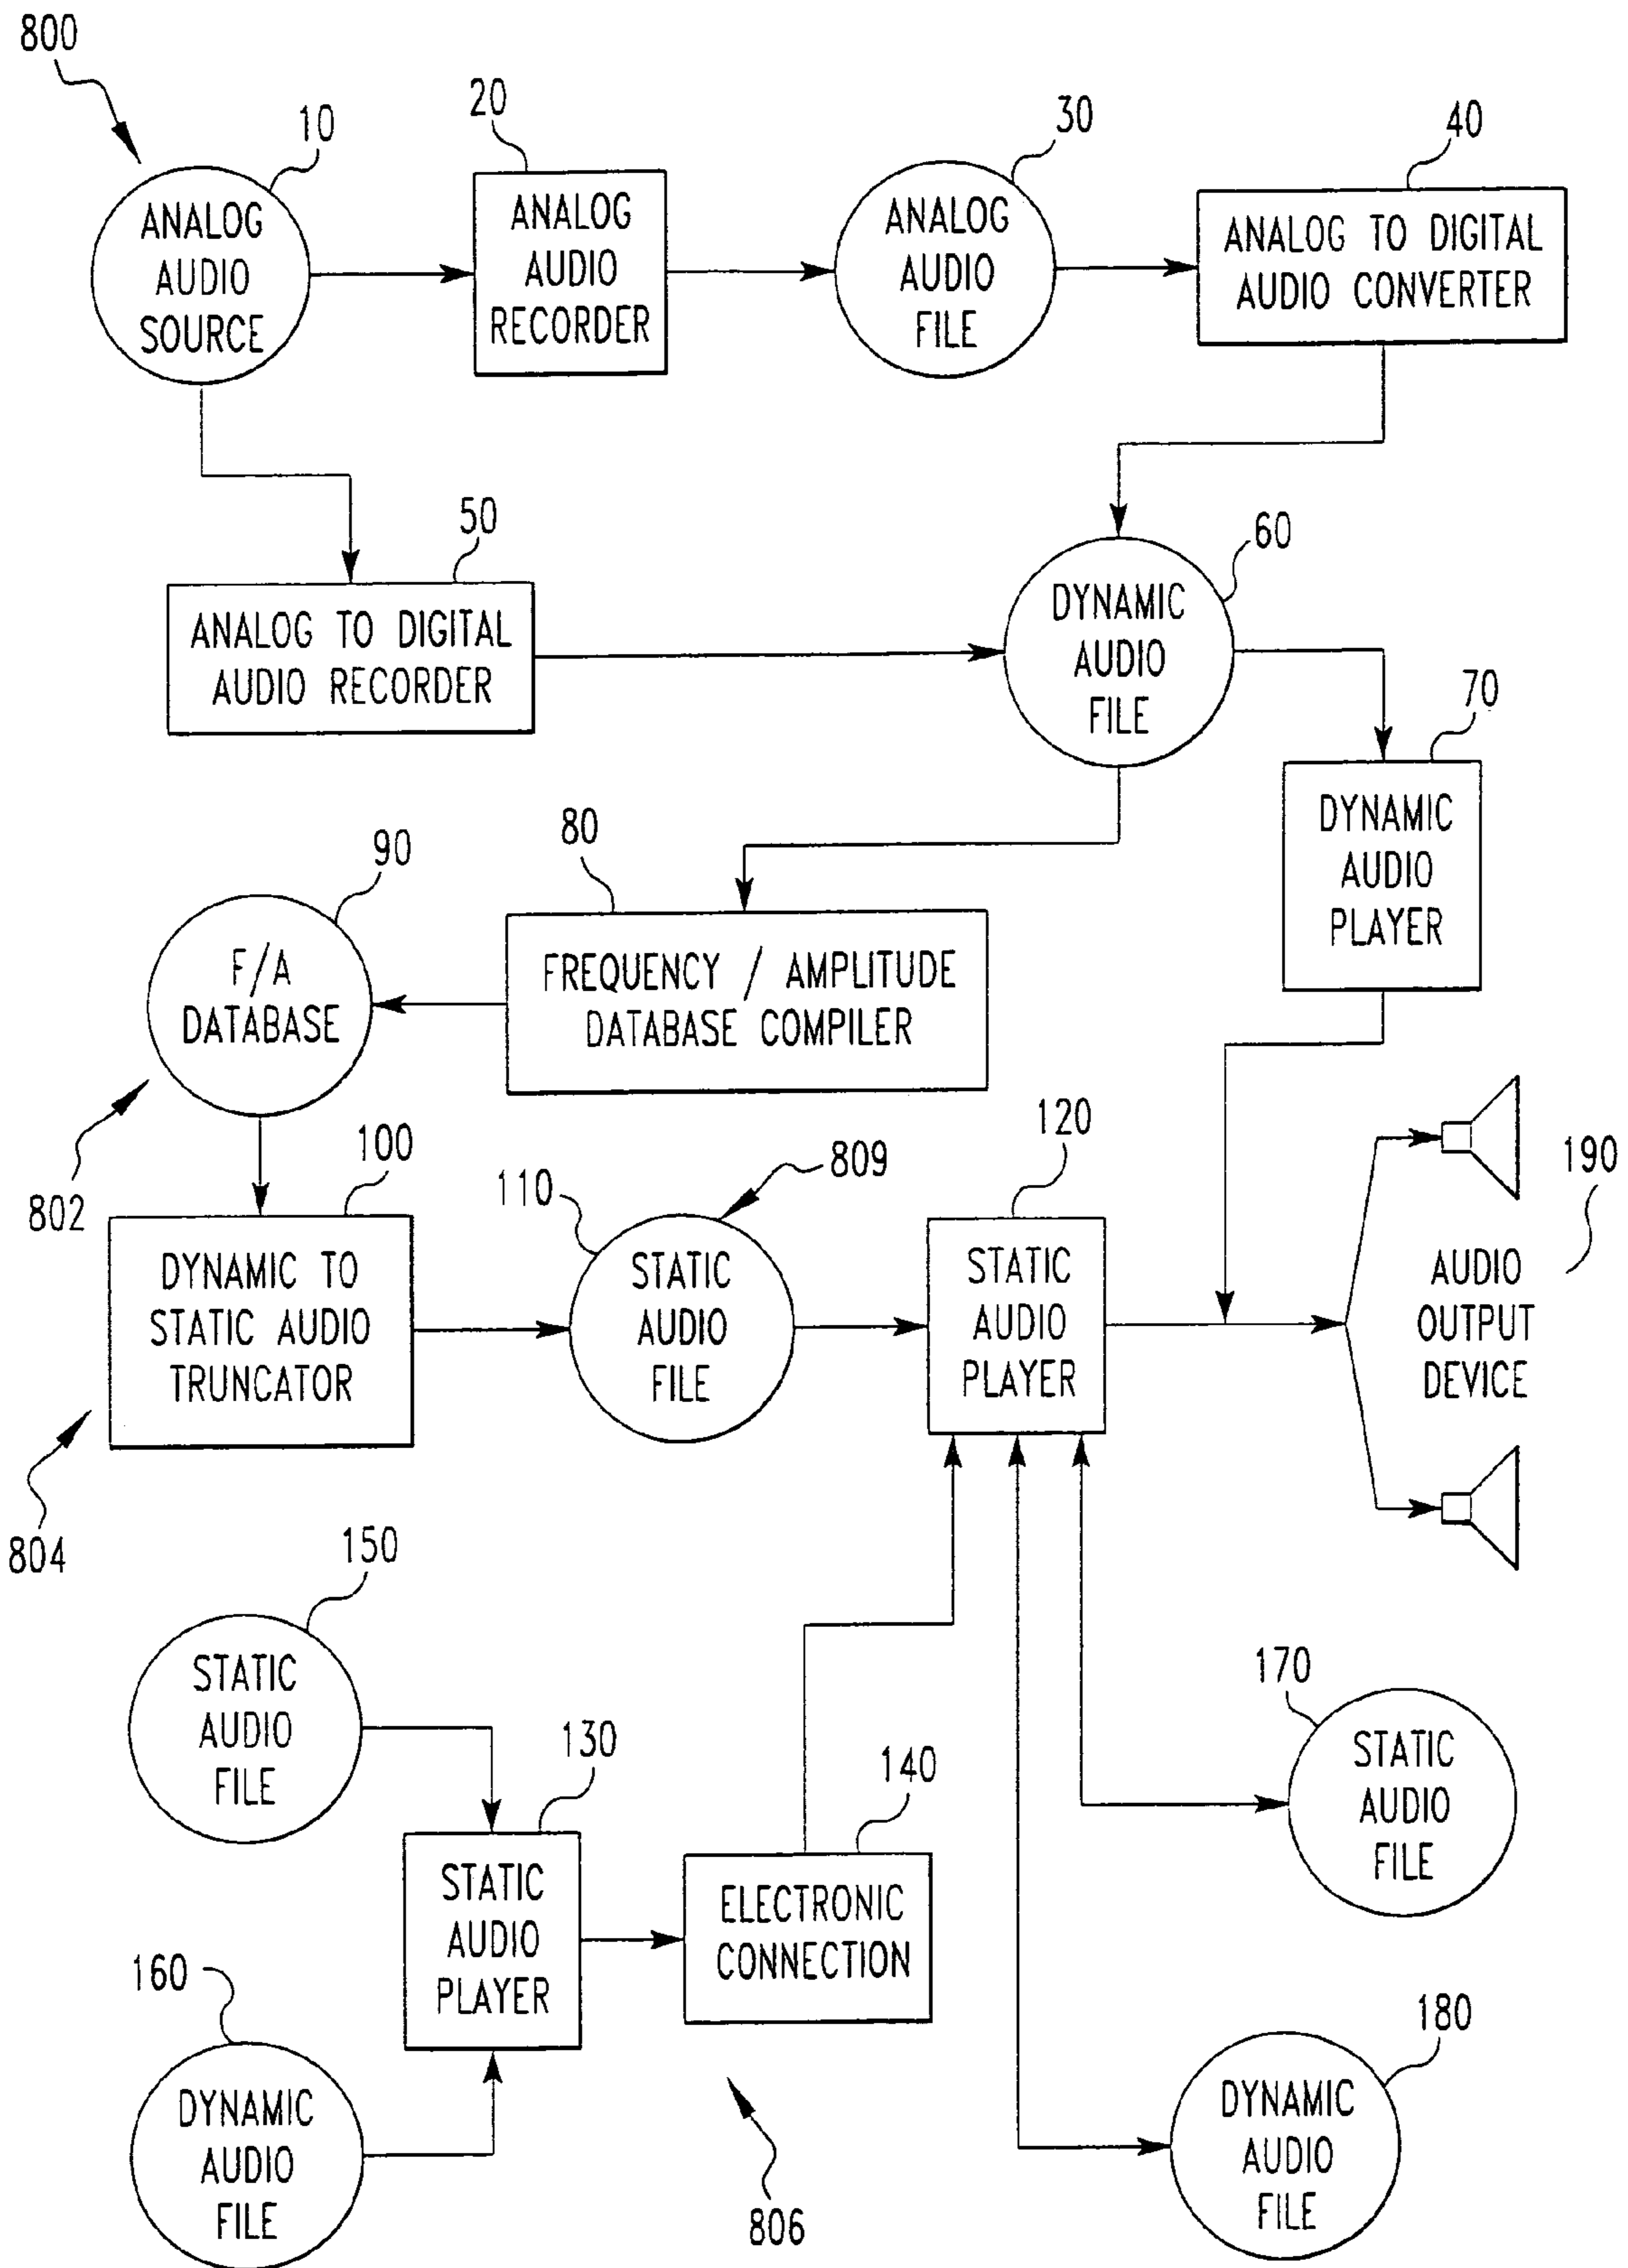 800
10
ANALOG
AUDIO
SOURCE
20
ANALOG
AUDIO
RECORDER
30
ANALOG
AUDIO
FILE
40
ANALOG TO DIGITAL
AUDIO CONVERTER
50
ANALOG TO DIGITAL
AUDIO RECORDER
60
DYNAMIC
AUDIO
FILE
70
DYNAMIC
AUDIO
PLAYER
80
FREQUENCY / AMPLITUDE
DATABASE COMPILER
90
F/A
DATABASE
802
100
DYNAMIC TO
STATIC AUDIO
TRUNCATOR
804
110
809
STATIC
AUDIO
FILE
120
STATIC
AUDIO
PLAYER
190
AUDIO
OUTPUT
DEVICE
150
STATIC
AUDIO
FILE
130
STATIC
AUDIO
PLAYER
140
ELECTRONIC
CONNECTION
160
DYNAMIC
AUDIO
FILE
806
170
STATIC
AUDIO
FILE
180
DYNAMIC
AUDIO
FILE